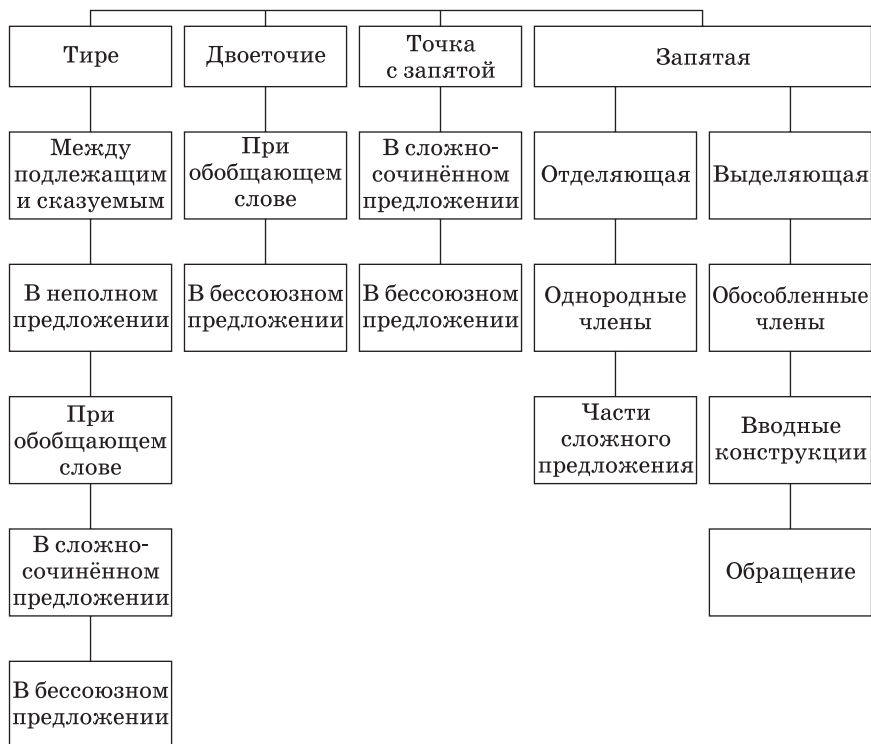 Тире
Двоеточие
Точка
с запятой
Запятая
Между
подлежащим
и сказуемым
При
обобщающем
слове
В сложно-
сочинённом
предложении
Отделяющая
Выделяющая
В неполном
предложении
В бессоюзном
предложении
В бессоюзном
предложении
Однородные
члены
Обособленные
члены
При
обобщающем
слове
Части
сложного
предложения
Вводные
конструкции
В сложно-
сочинённом
предложении
Обращение
В бессоюзном
предложении